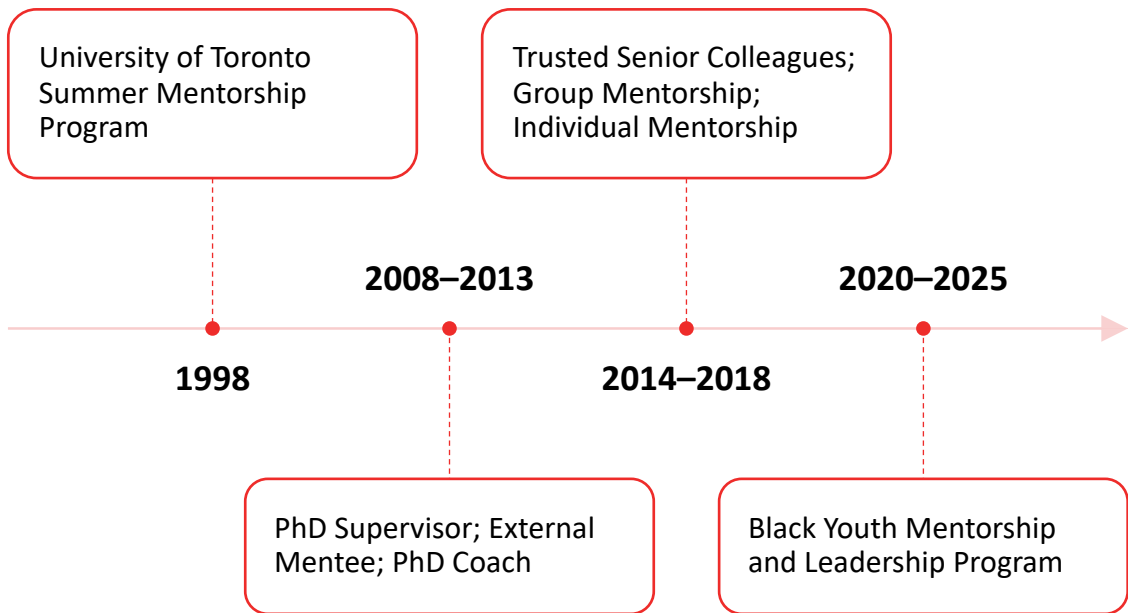 University of Toronto
Summer Mentorship
Program
Trusted Senior Colleagues;
Group Mentorship;
Individual Mentorship
2008–2013
2020–2025
1998
2014–2018
PhD Supervisor; External
Mentee; PhD Coach
Black Youth Mentorship
and Leadership Program